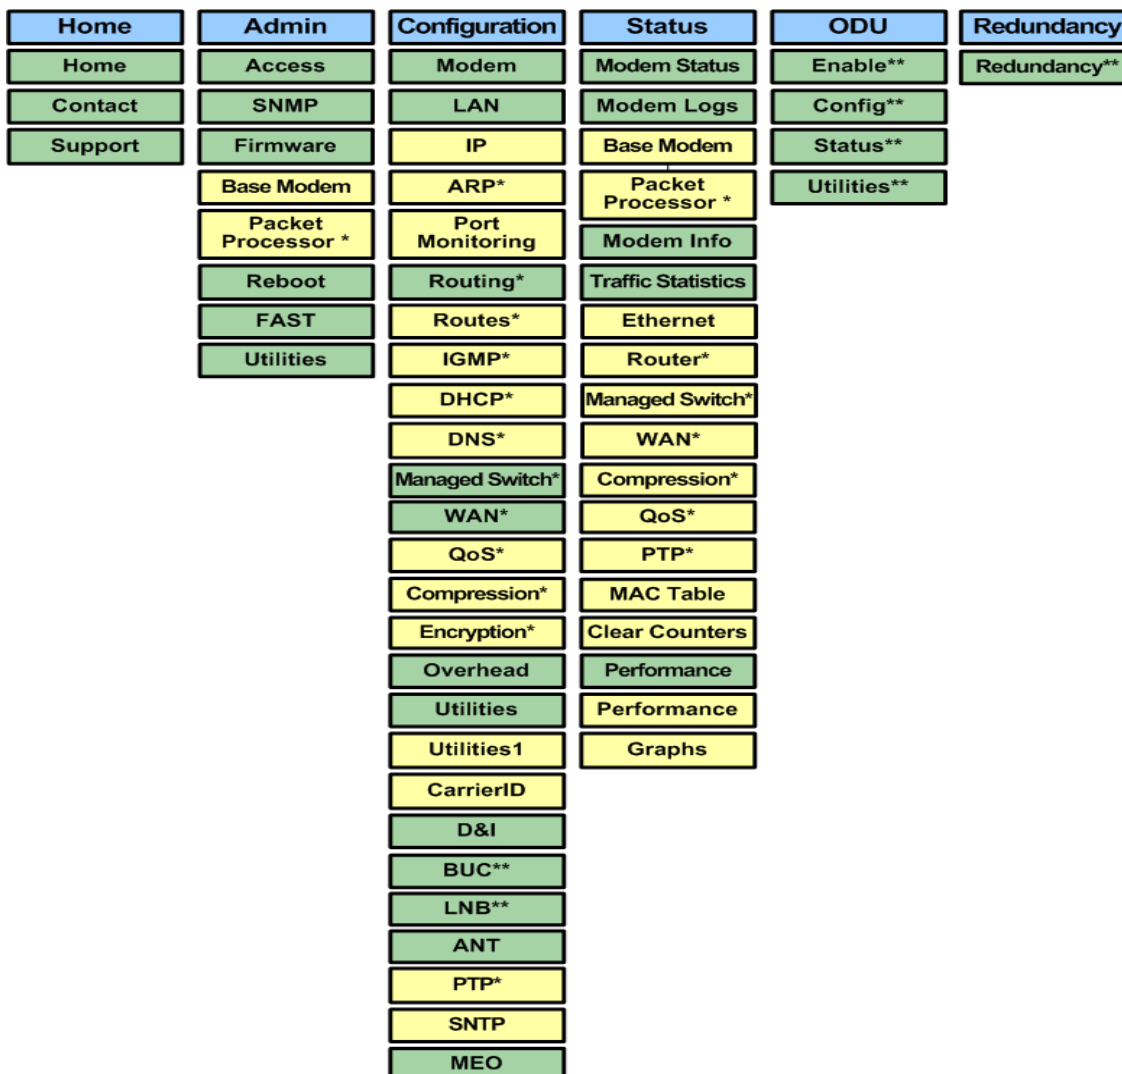 Home
Home
Contact
Support
Admin
Access
SNMP
Firmware
Base Modem
Packet
Processor *
Reboot
FAST
Utilities
Configuration
Modem
LAN
IP
ARP*
Port
Monitoring
Routing*
Routes*
IGMP*
DHCP*
DNS*
Managed Switch*
WAN*
QoS*
Compression*
Encryption*
Overhead
Utilities
Utilities1
CarrierID
D&I
BUC**
LNB**
ANT
PTP*
SNTP
MEO
Status
Modem Status
Modem Logs
Base Modem
Packet
Processor *
Modem Info
Traffic Statistics
Ethernet
Router*
Managed Switch*
WAN*
Compression*
QoS*
PTP*
MAC Table
Clear Counters
Performance
Performance
Graphs
ODU
Enable**
Config**
Status**
Utilities**
Redundancy
Redundancy**